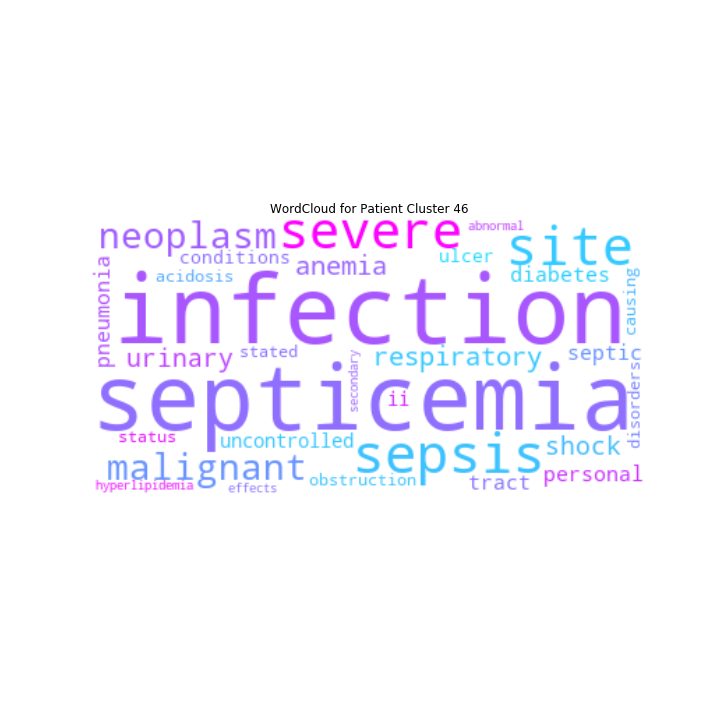 WordCloud for Patient Cluster 46
neoplasm
severe
abnormal
site
conditions
anemia
ulcer
diabetes
pneumonia
acidosis
causing
infection
urinary
stated
secondary
respiratory
septic
septicemia
ii
disorders
status
uncontrolled
sepsis
shock
malignant
personal
hyperlipidemia
effects
obstruction
tract